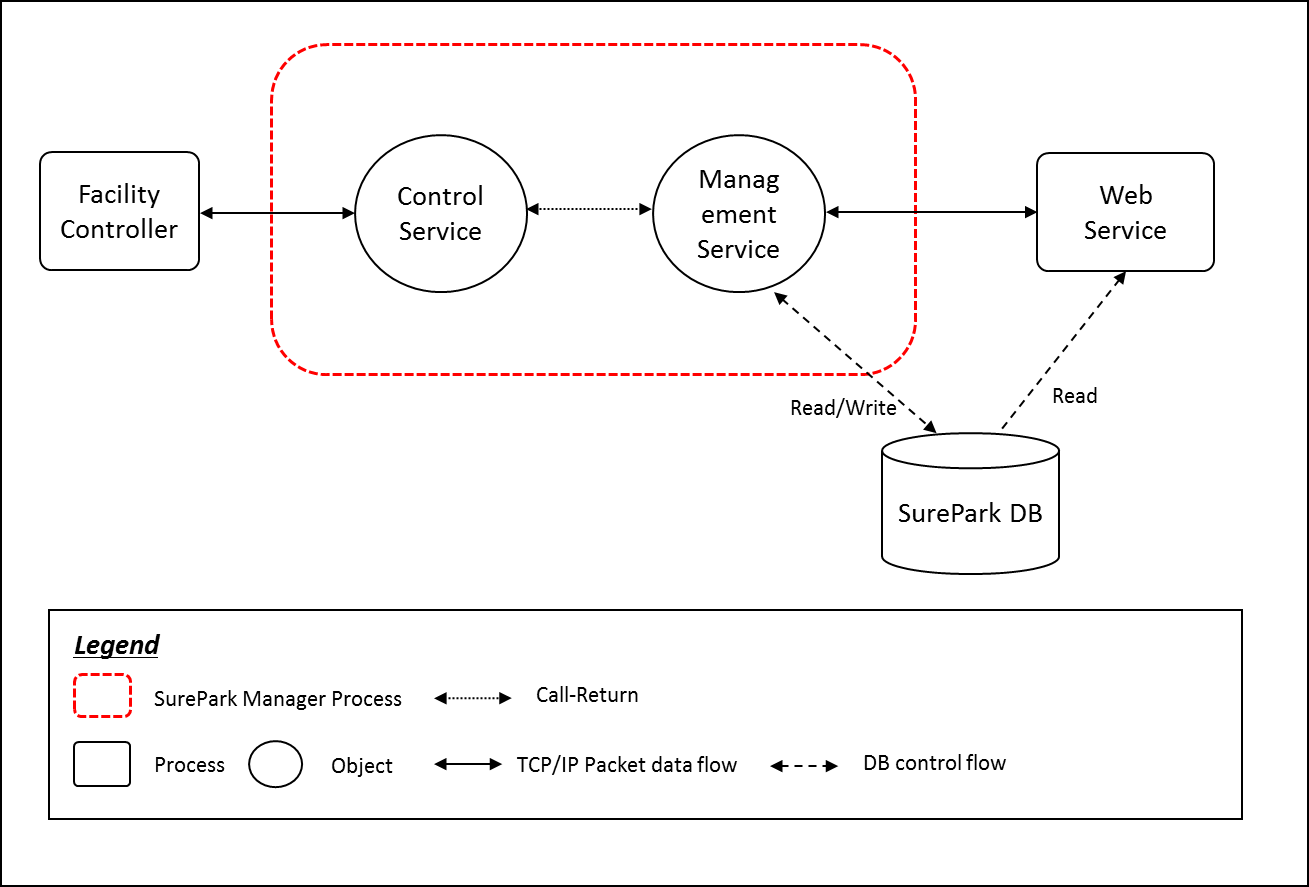 Facility
Controller
Control
Service
Manag
ement
Service
Web
Service
Read/Write
Read
SurePark DB
Legend
SurePark Manager Process
Call-Return
Process
Object
TCP/IP Packet data flow
DB control flow